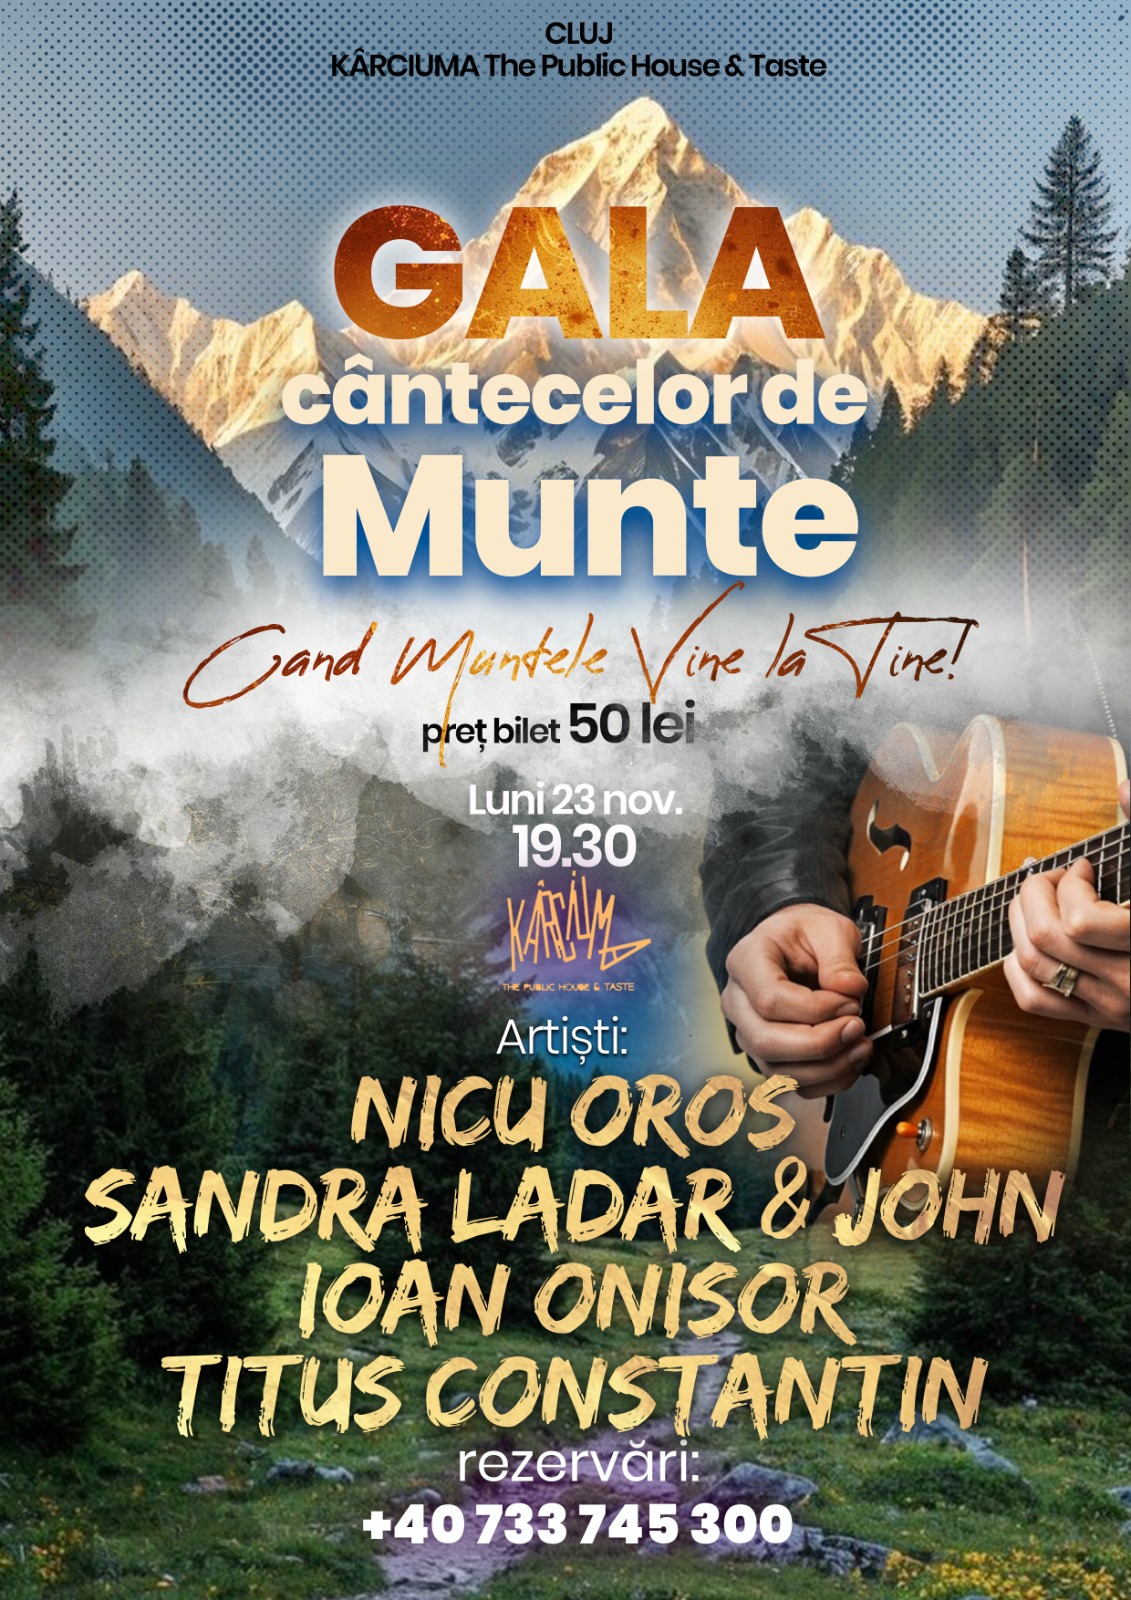 CLUJ
KÂRCIUMA The Public House & Taste
GALA
cântecelor de
Munte
Cand Muntele Vine la Tine!
preț bilet 50 lei
Luni 23 nov.
19.30
KÂRCIUMA
THE PUBLIC HOUSE & TASTE
Artiști:
NICU OROS
SANDRA LADAR & JOHN
IOAN ONISOR
TITUS CONSTANTIN
rezervări:
+40 733 745 300